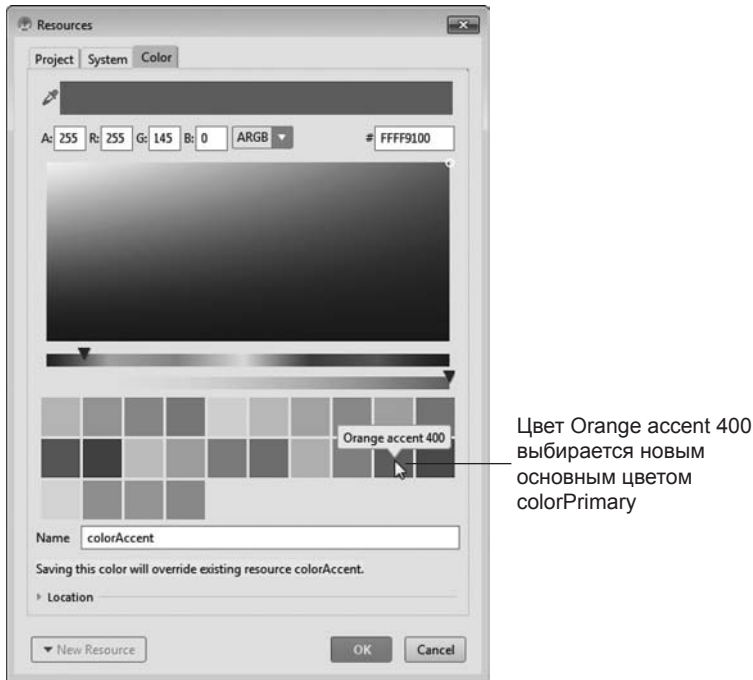 Resources
Project System Color
A: 255 R: 255 G: 145 B: 0 ARGB # FFFF9100
Orange accent 400
Цвет Orange accent 400
выбирается новым
основным цветом
colorPrimary
Name colorAccent
Saving this color will override existing resource colorAccent.
Location
New Resource OK Cancel